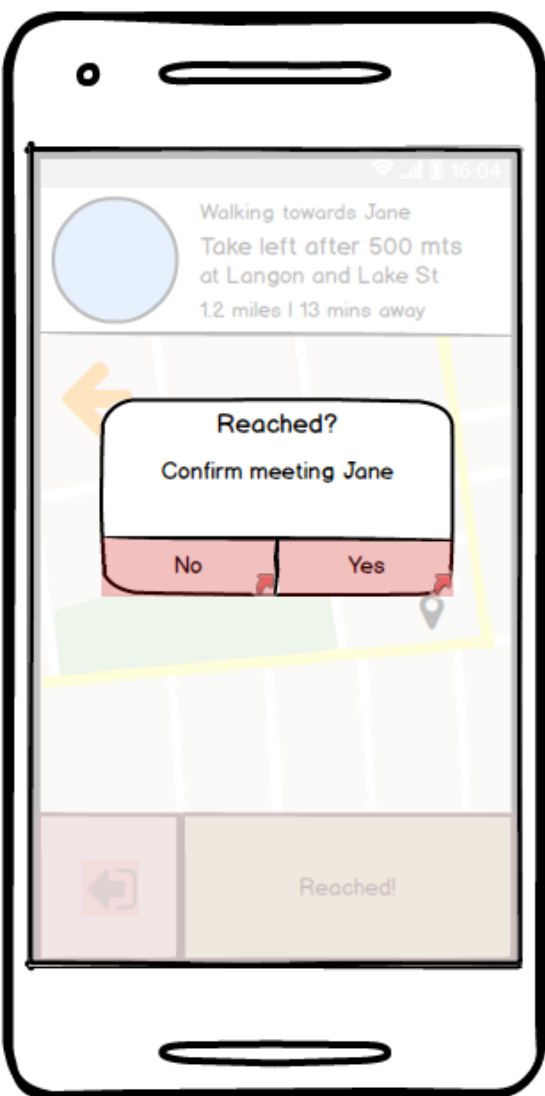 16:04
Walking towards Jane
Take left after 500 mts
at Langon and Lake St
1.2 miles | 13 mins away
Reached?
Confirm meeting Jane
No
Yes
Reached!